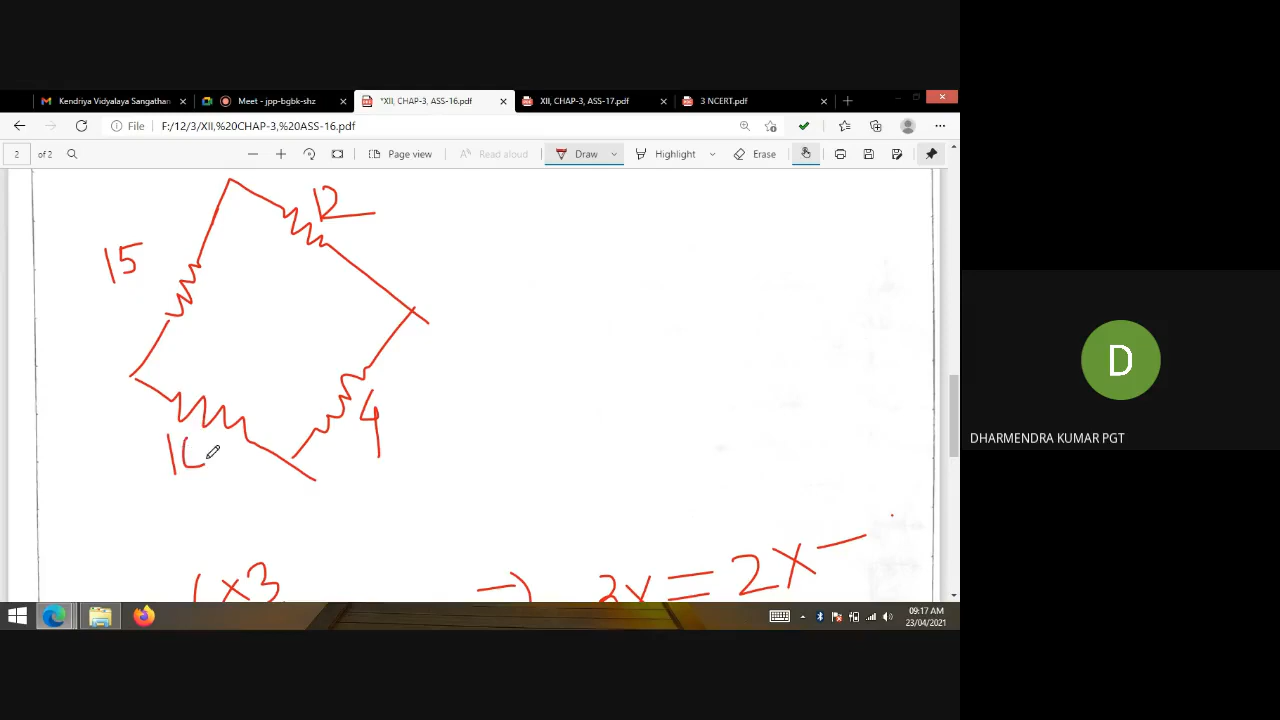 Kendriya Vidyalaya Sangathan
Meet - jpp-bgbk-shz
*XII, CHAP-3, ASS-16.pdf
XII, CHAP-3, ASS-17.pdf
3 NCERT.pdf
File
F:/12/3/XII,%20CHAP-3,%20ASS-16.pdf
2
of 2
Page view
Read aloud
Draw
Highlight
Erase
12
15
4
x3
= 2x-
D
DHARMENDRA KUMAR PGT
09:17 AM
23/04/2021